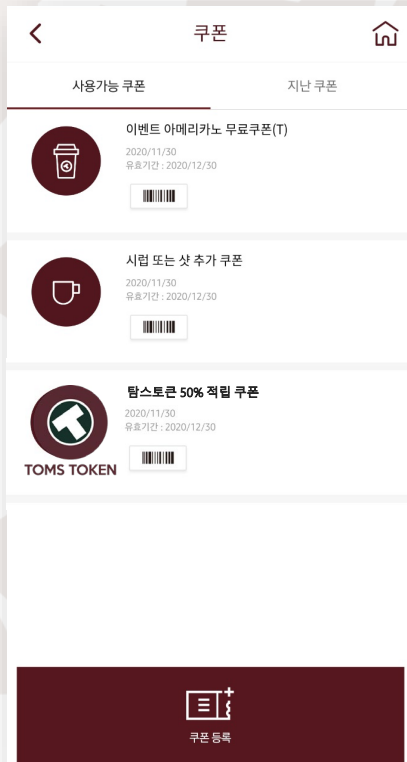 쿠폰
사용가능 쿠폰
지난 쿠폰
이벤트 아메리카노 무료쿠폰(T)
2020/11/30
유효기간 : 2020/12/30
시럽 또는 샷 추가 쿠폰
2020/11/30
유효기간 : 2020/12/30
탐스토큰 50% 적립 쿠폰
2020/11/30
유효기간 : 2020/12/30
TOMS TOKEN
쿠폰 등록